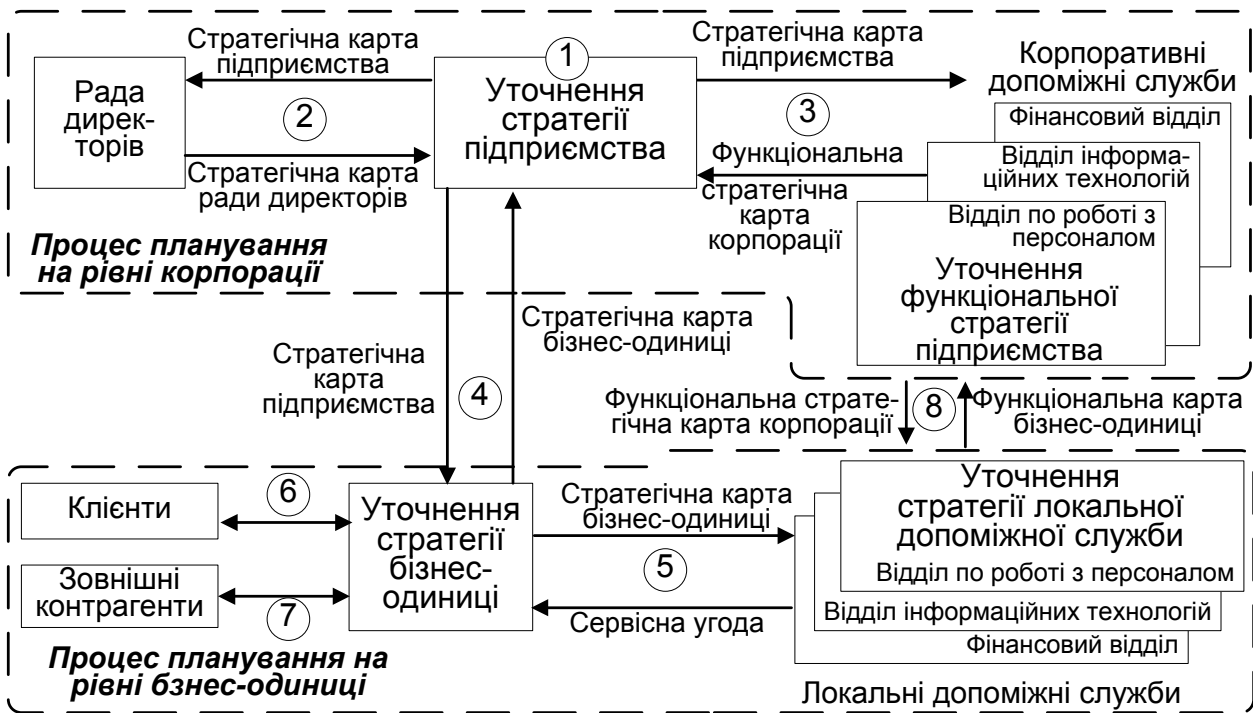 Стратегічна карта
підприємства
Рада
дирек-
торів
2
Стратегічна карта
ради директорів
1
Уточнення
стратегії
підприємства
Стратегічна карта
підприємства
3
Функціональна
стратегічна
карта
корпорації
Корпоративні
допоміжні служби
Фінансовий відділ
Відділ інформа-
ційних технологій
Відділ по роботі з
персоналом
Уточнення
функціональної
стратегії
підприємства
Процес планування
на рівні корпорації
Стратегічна
карта
підприємства
4
Стратегічна карта
бізнес-одиниці
Функціональна страте-
гічна карта корпорації
8
Функціональна карта
бізнес-одиниці
Клієнти
6
Зовнішні
контрагенти
7
Уточнення
стратегії
бізнес-
одиниці
Стратегічна карта
бізнес-одиниці
5
Сервісна угода
Уточнення
стратегії локальної
допоміжної служби
Відділ по роботі з персоналом
Відділ інформаційних технологій
Фінансовий відділ
Процес планування на
рівні бзнес-одиниці
Локальні допоміжні служби